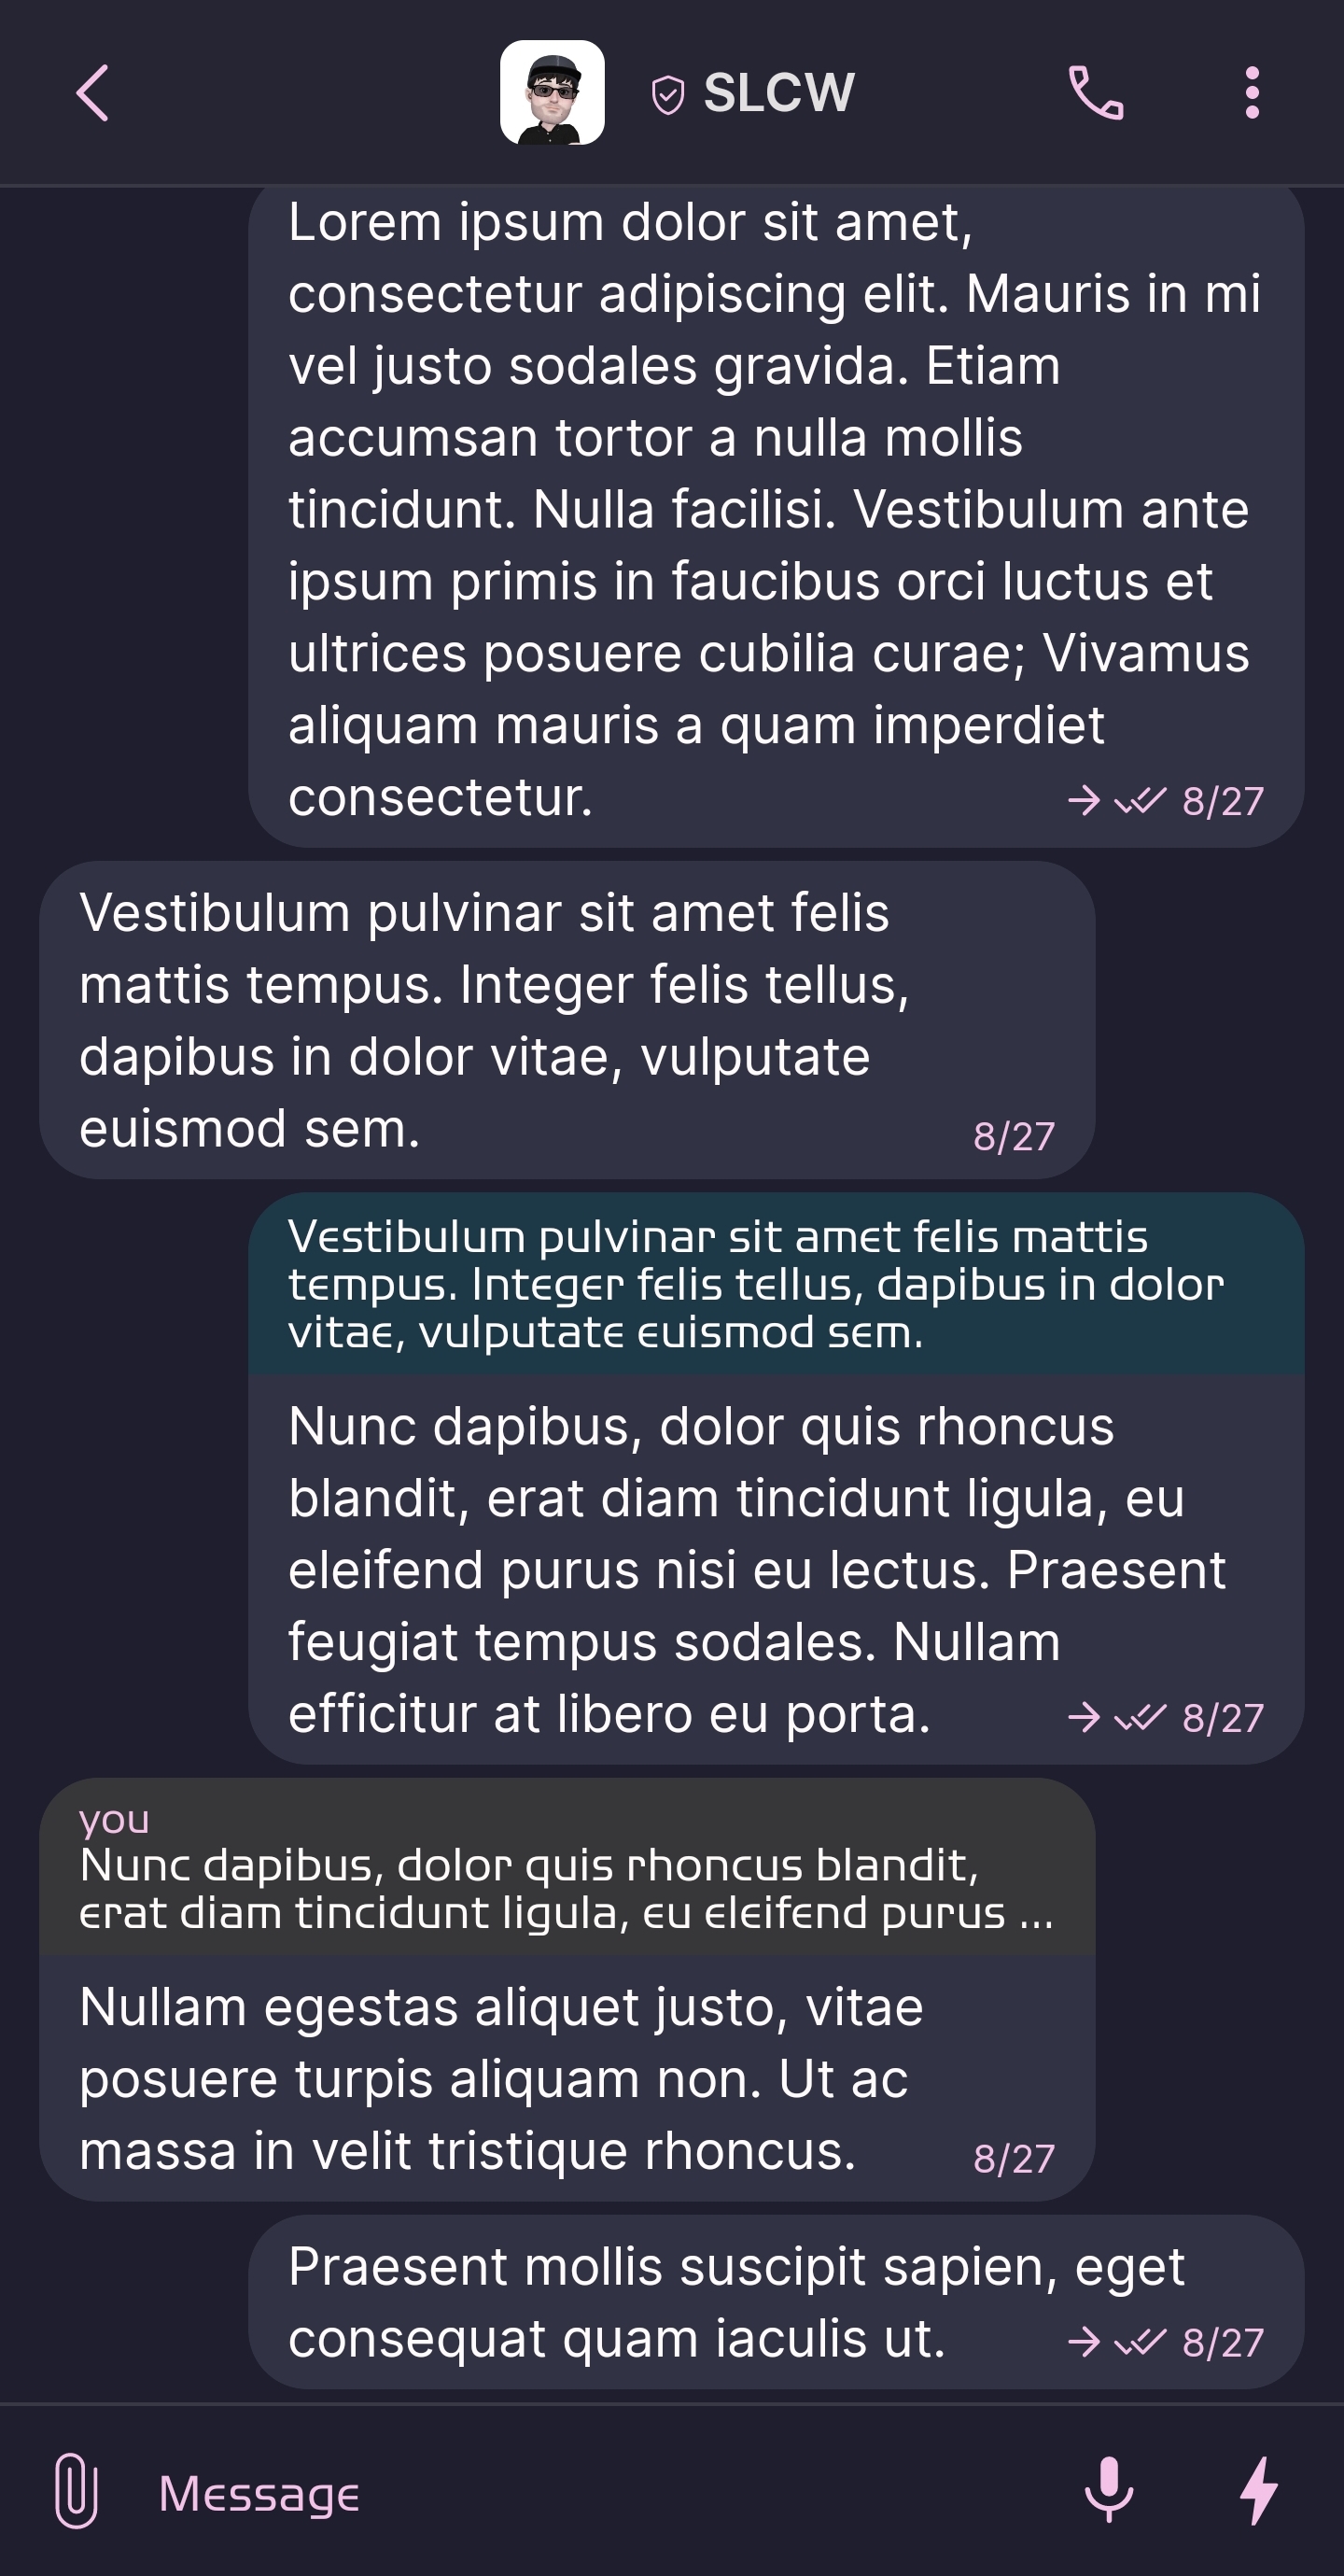 SLCW
Lorem ipsum dolor sit amet,
consectetur adipiscing elit. Mauris in mi
vel justo sodales gravida. Etiam
accumsan tortor a nulla mollis
tincidunt. Nulla facilisi. Vestibulum ante
ipsum primis in faucibus orci luctus et
ultrices posuere cubilia curae; Vivamus
aliquam mauris a quam imperdiet
consectetur.
8/27
Vestibulum pulvinar sit amet felis
mattis tempus. Integer felis tellus,
dapibus in dolor vitae, vulputate
euismod sem.
8/27
Vestibulum pulvinar sit amet felis mattis
tempus. Integer felis tellus, dapibus in dolor
vitae, vulputate euismod sem.
Nunc dapibus, dolor quis rhoncus
blandit, erat diam tincidunt ligula, eu
eleifend purus nisi eu lectus. Praesent
feugiat tempus sodales. Nullam
efficitur at libero eu porta.
8/27
you
Nunc dapibus, dolor quis rhoncus blandit,
erat diam tincidunt ligula, eu eleifend purus ...
Nullam egestas aliquet justo, vitae
posuere turpis aliquam non. Ut ac
massa in velit tristique rhoncus.
8/27
Praesent mollis suscipit sapien, eget
consequat quam iaculis ut.
8/27
Message